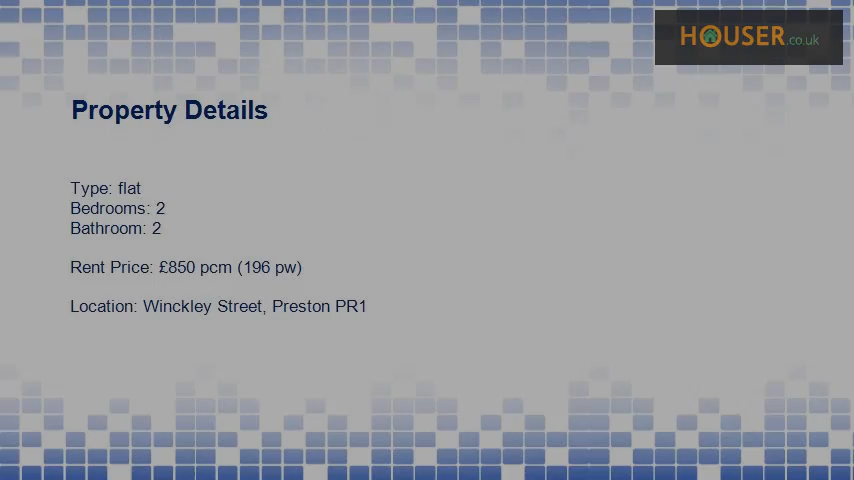 HOUSER.co.uk
Property Details
Type: flat
Bedrooms: 2
Bathroom: 2
Rent Price: £850 pcm (196 pw)
Location: Winckley Street, Preston PR1